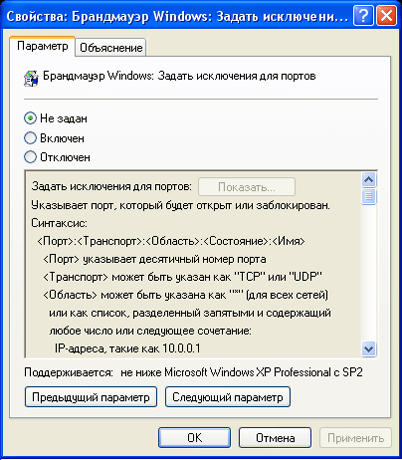 Свойства: Брандмауэр Windows: Задать исключени...
Параметр
Объяснение
Брандмауэр Windows: Задать исключения для портов
Не задан
Включен
Отключен
Задать исключения для портов: Показать...
Указывает порт, который будет открыт или заблокирован.
Синтаксис:
<Порт>:<Транспорт>:<Область>:<Состояние>:<Имя>
<Порт> указывает десятичный номер порта
<Транспорт> может быть указан как "TCP" или "UDP"
<Область> может быть указана как "*" (для всех сетей)
или как список, разделенный запятыми и содержащий
любое число или следующее сочетание:
IP-адреса, такие как 10.0.0.1
Поддерживается: не ниже Microsoft Windows XP Professional с SP2
Предыдущий параметр
Следующий параметр
OK
Отмена
Применить